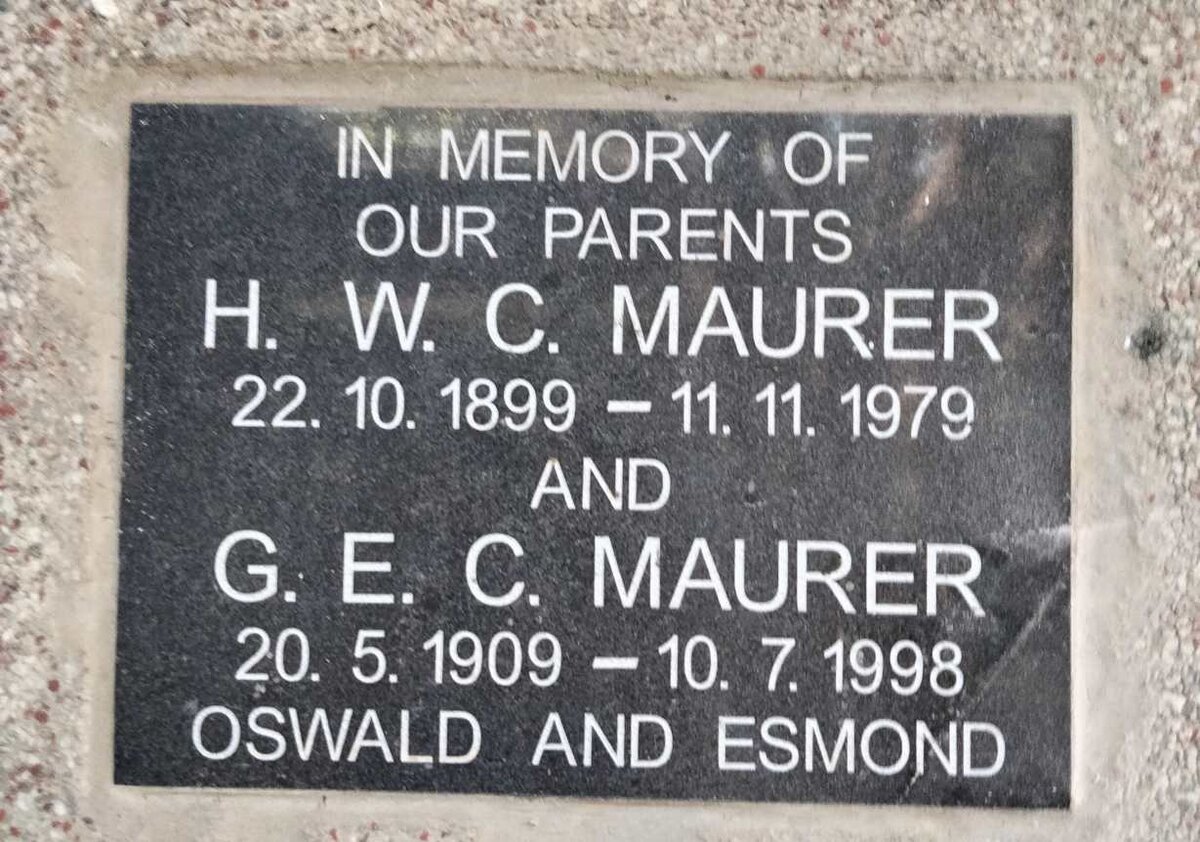 IN MEMORY OF
OUR PARENTS
H. W. C. MAURER
22. 10. 1899 – 11. 11. 1979
AND
G. E. C. MAURER
20. 5. 1909 – 10. 7. 1998
OSWALD AND ESMOND